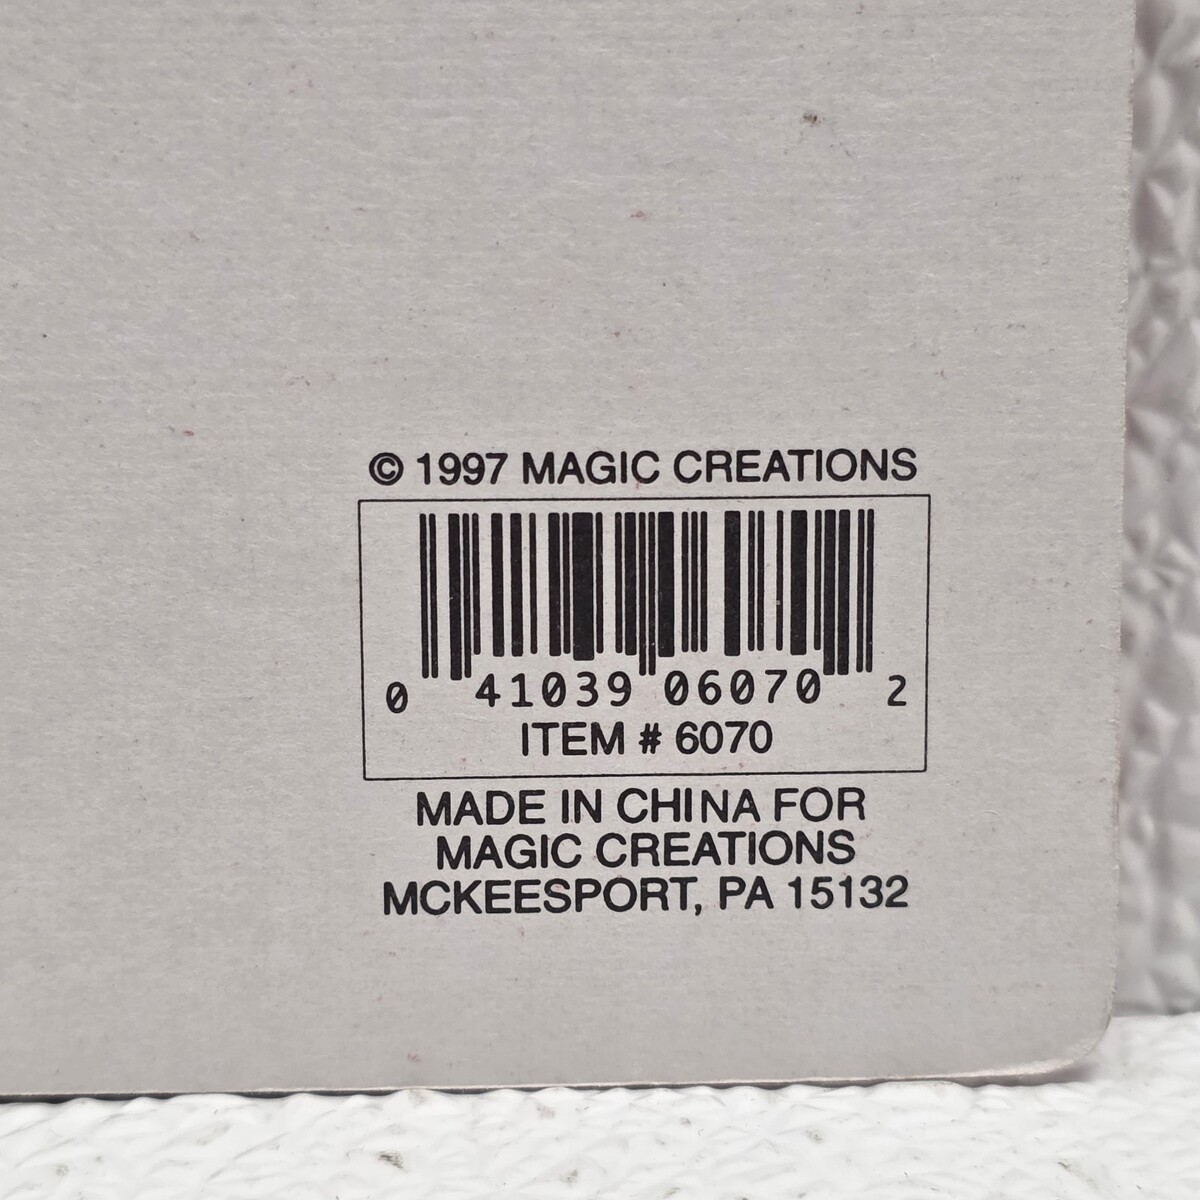 © 1997 MAGIC CREATIONS
0 41039 06070 2
ITEM # 6070
MADE IN CHINA FOR
MAGIC CREATIONS
MCKEESPORT, PA 15132